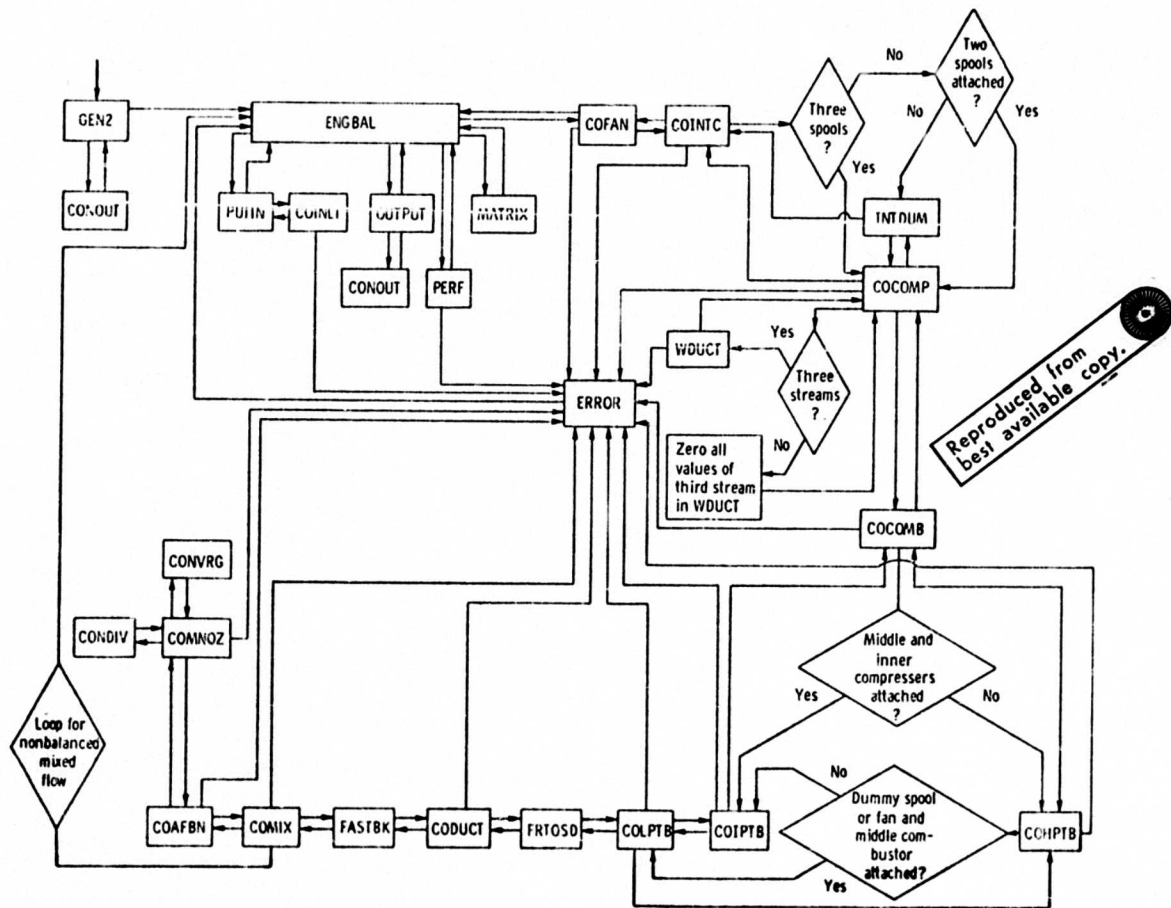 No
Two
spools
attached
?
Three
spools
?
No
Yes
Yes
GEN2
ENGBAL
COFAN
COINTC
CONOUT
PUTIN
COINLT
OUTPUT
MATRIX
INTDUM
CONOUT
PERF
COCOMP
WDUCT
Yes
Three
streams
?
No
ERROR
Zero all
values of
third stream
in WDUCT
Reproduced from
best available copy.
COCOMB
CONVRG
CONDIV
COMNOZ
Middle and
inner
compressers
attached
?
Yes
No
Loop for
nonbalanced
mixed
flow
No
Dummy spool
or fan and
middle com-
bustor
attached?
Yes
COAFBN
COMIX
FASTBK
CODUCT
FRTOSD
COLPTB
COIPTB
COHPTB